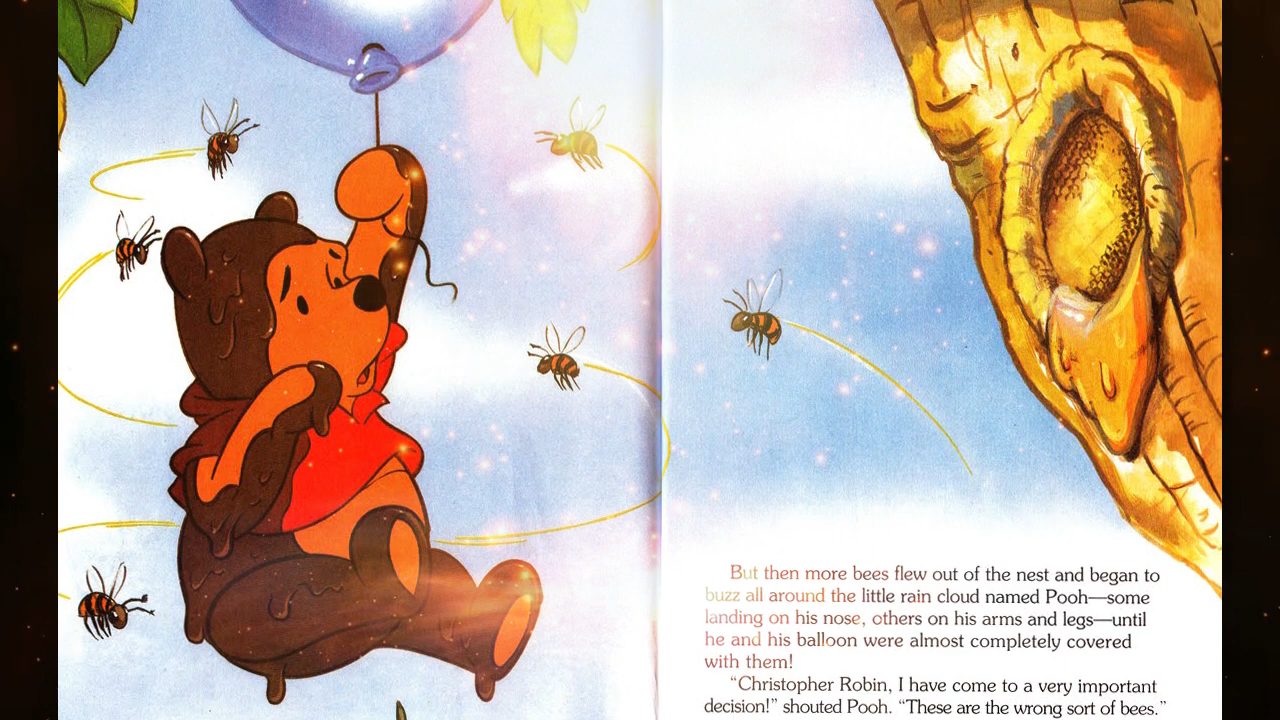 But then more bees flew out of the nest and began to
buzz all around the little rain cloud named Pooh—some
landing on his nose, others on his arms and legs—until
he and his balloon were almost completely covered
with them!
“Christopher Robin, I have come to a very important
decision!” shouted Pooh. “These are the wrong sort of bees.”